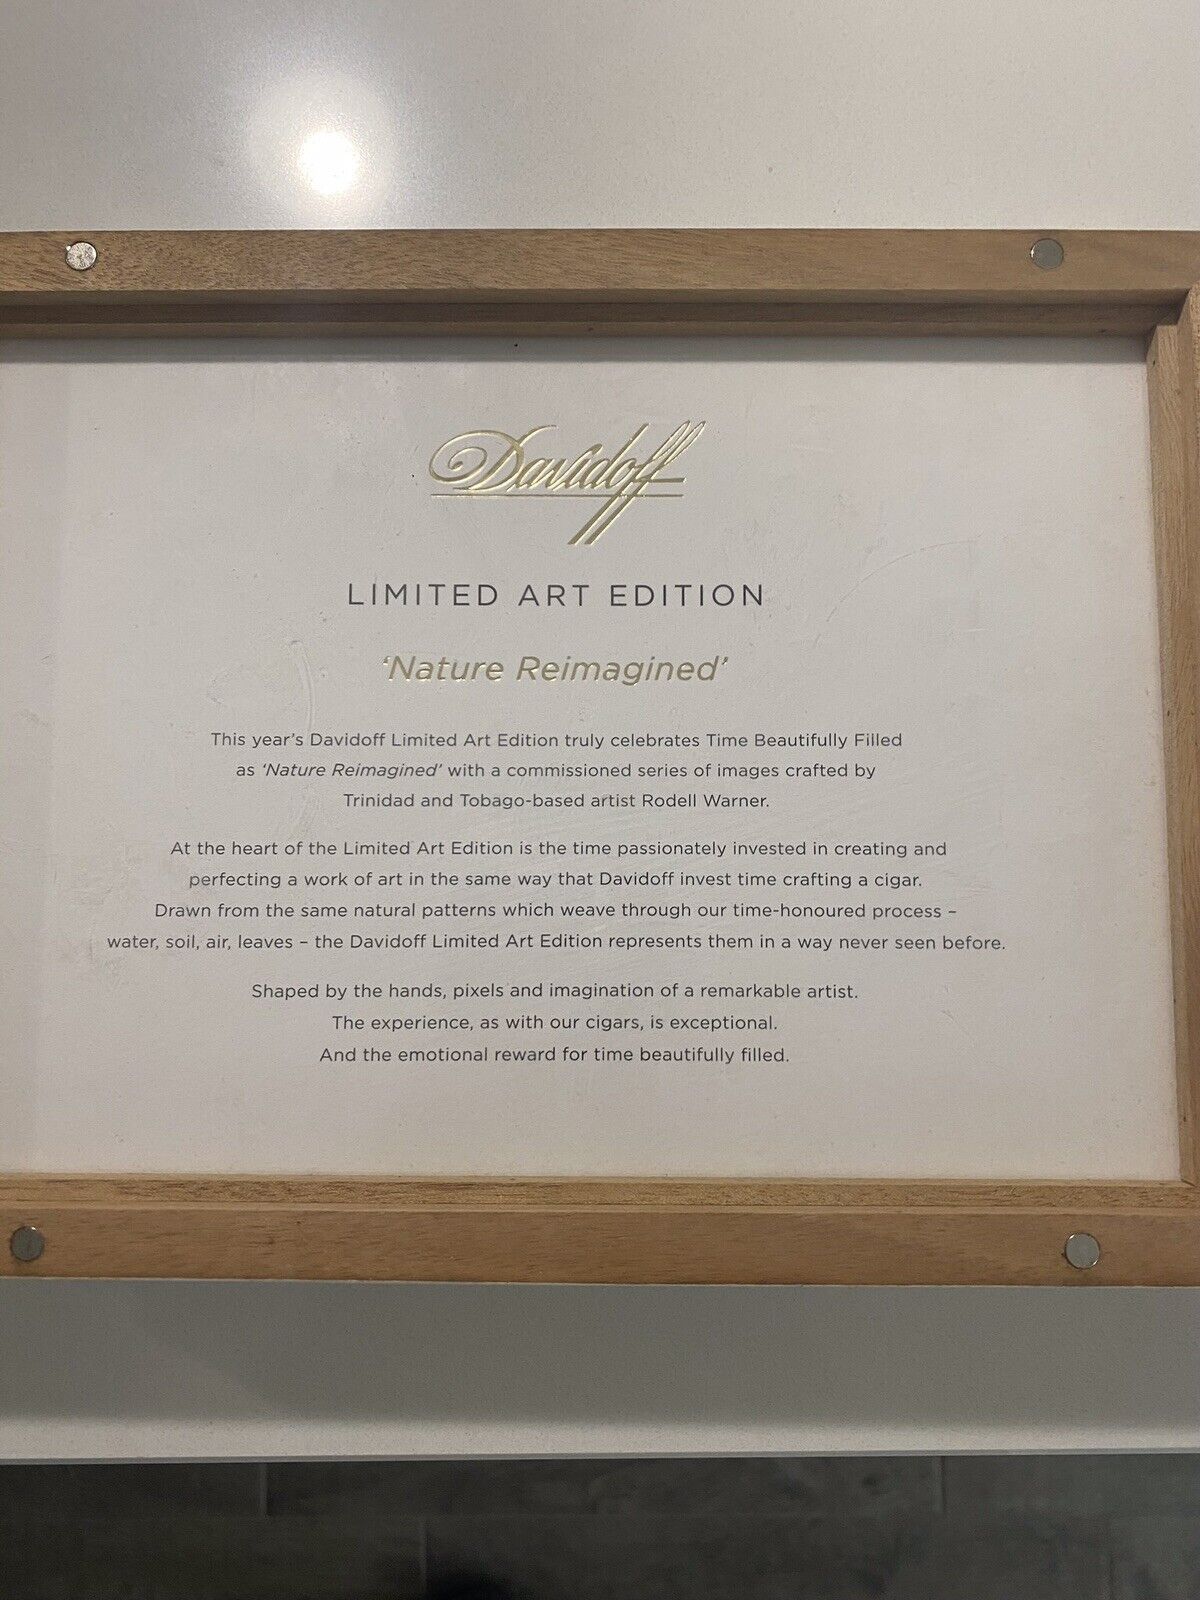 Davidoff
LIMITED ART EDITION
‘Nature Reimagined’
This year’s Davidoff Limited Art Edition truly celebrates Time Beautifully Filled
as ‘Nature Reimagined’ with a commissioned series of images crafted by
Trinidad and Tobago-based artist Rodell Warner.
At the heart of the Limited Art Edition is the time passionately invested in creating and
perfecting a work of art in the same way that Davidoff invest time crafting a cigar.
Drawn from the same natural patterns which weave through our time-honoured process –
water, soil, air, leaves – the Davidoff Limited Art Edition represents them in a way never seen before.
Shaped by the hands, pixels and imagination of a remarkable artist.
The experience, as with our cigars, is exceptional.
And the emotional reward for time beautifully filled.